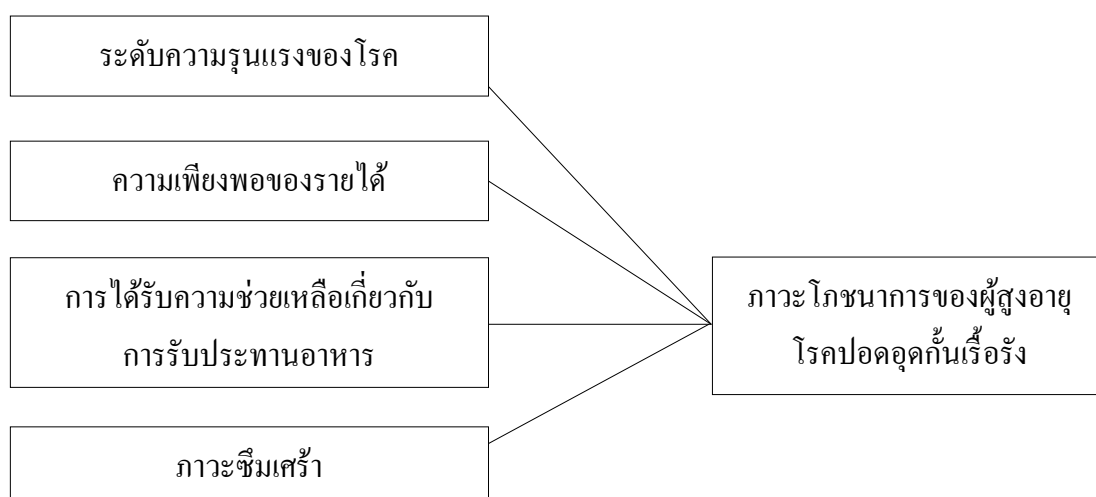 ระดับความรุนแรงของโรค
ความเพียงพอของรายได้
การได้รับความช่วยเหลือเกี่ยวกับ
การรับประทานอาหาร
ภาวะซึมเศร้า
ภาวะโภชนาการของผู้สูงอายุ
โรคปอดอุดกั้นเรื้อรัง